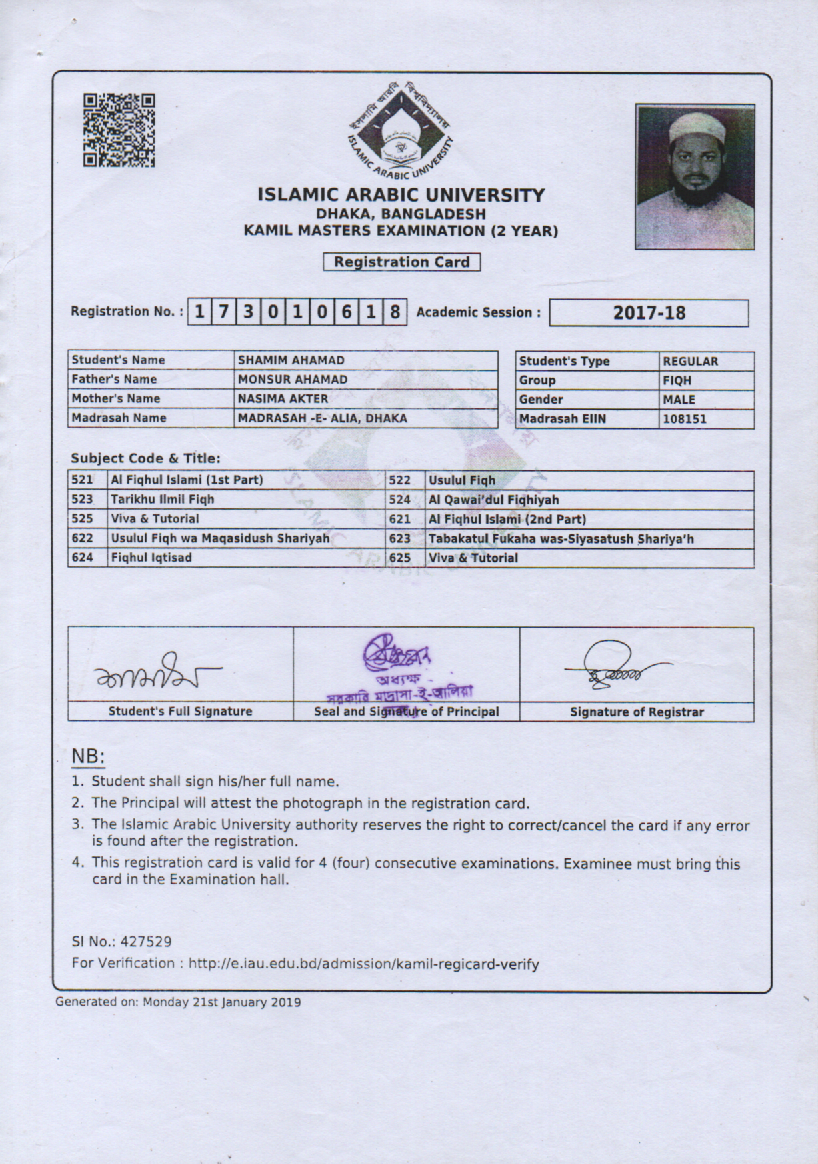 ইসলামি আরবি বিশ্ববিদ্যালয়
ISLAMIC ARABIC UNIVERSITY
ISLAMIC ARABIC UNIVERSITY
DHAKA, BANGLADESH
KAMIL MASTERS EXAMINATION (2 YEAR)
Registration Card
Registration No. : 1 7 3 0 1 0 6 1 8 Academic Session : 2017-18
Student's Name SHAMIM AHAMAD Student's Type REGULAR
Father's Name MONSUR AHAMAD Group FIQH
Mother's Name NASIMA AKTER Gender MALE
Madrasah Name MADRASAH -E- ALIA, DHAKA Madrasah EIIN 108151
Subject Code & Title:
521 Al Fiqhul Islami (1st Part) 522 Usulul Fiqh
523 Tarikhu Ilmil Fiqh 524 Al Qawai'dul Fiqhiyah
525 Viva & Tutorial 621 Al Fiqhul Islami (2nd Part)
622 Usulul Fiqh wa Maqasidush Shariyah 623 Tabakatul Fukaha was-Siyasatush Shariya'h
624 Fiqhul Iqtisad 625 Viva & Tutorial
ISLAMIC ARABIC UNIVERSITY
শামীম
অধ্যক্ষ
সরকারি মাদ্রাসা-ই-আলিয়া
ঢাকা
Student's Full Signature Seal and Signature of Principal Signature of Registrar
NB:
1. Student shall sign his/her full name.
2. The Principal will attest the photograph in the registration card.
3. The Islamic Arabic University authority reserves the right to correct/cancel the card if any error
is found after the registration.
4. This registration card is valid for 4 (four) consecutive examinations. Examinee must bring this
card in the Examination hall.
Sl No.: 427529
For Verification : http://e.iau.edu.bd/admission/kamil-regicard-verify
Generated on: Monday 21st January 2019